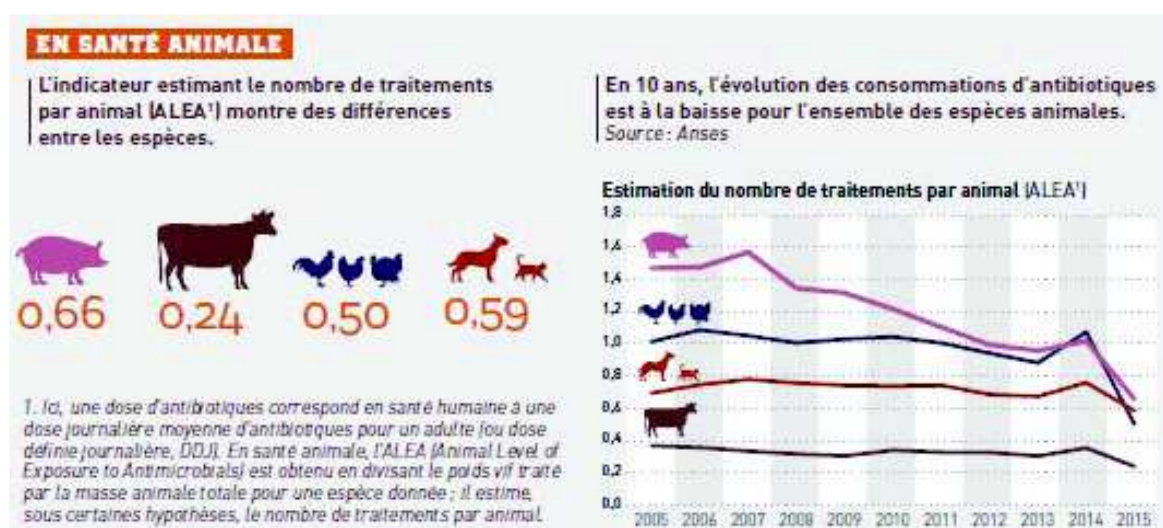 EN SANTÉ ANIMALE
L'indicateur estimant le nombre de traitements
par animal (ALEA¹) montre des différences
entre les espèces.
0,66
0,24
0,50
0,59
1. Ici, une dose d'antibiotiques correspond en santé humaine à une
dose journalière moyenne d'antibiotiques pour un adulte (ou dose
définie journalière, DDJ). En santé animale, l'ALEA (Animal Level of
Exposure to Antimicrobials) est obtenu en divisant le poids vif traité
par la masse animale totale pour une espèce donnée ; il estime,
sous certaines hypothèses, le nombre de traitements par animal.
En 10 ans, l'évolution des consommations d'antibiotiques
est à la baisse pour l'ensemble des espèces animales.
Source : Anses
Estimation du nombre de traitements par animal (ALEA¹)
1,8
1,6
1,4
1,2
1,0
0,8
0,6
0,4
0,2
0,0
2005 2006 2007 2008 2009 2010 2011 2012 2013 2014 2015